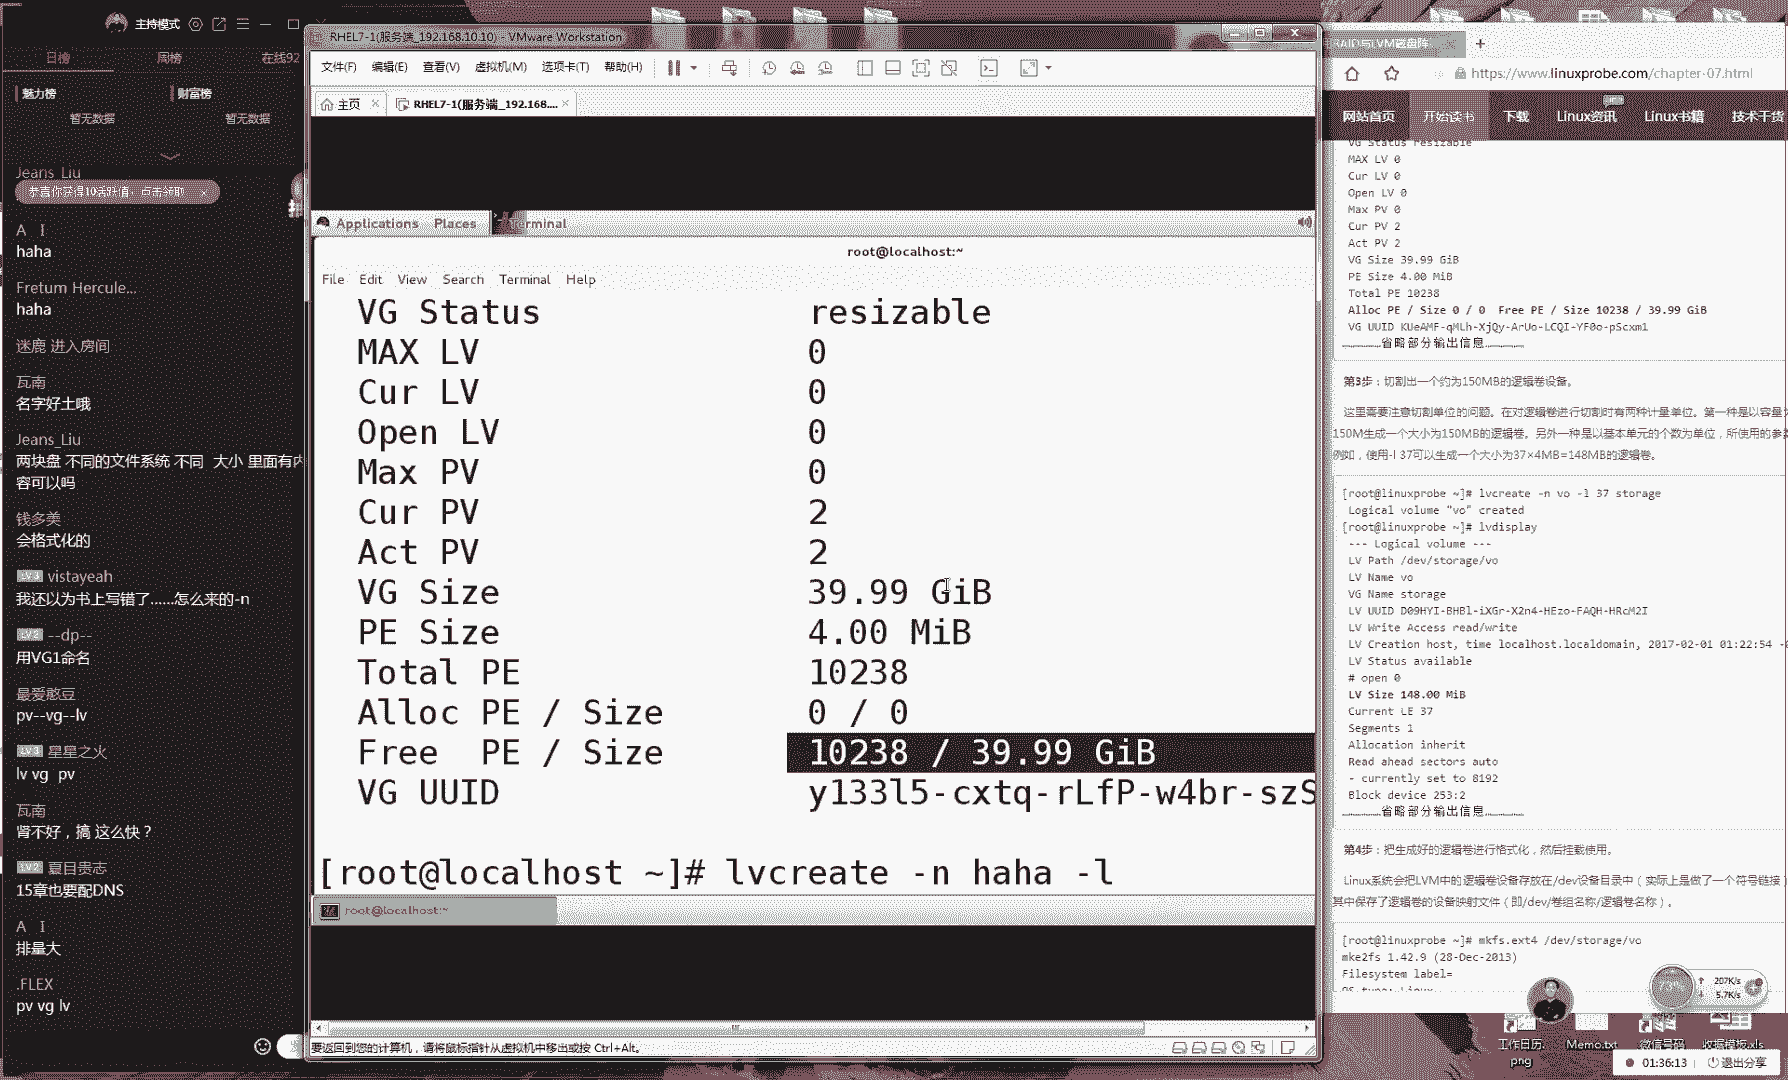 主持模式
日榜 周榜 在线92
魅力榜 财富榜
暂无数据 暂无数据
Jeans_Liu
恭喜你获得10活跃值，点击领取 ×
A I
haha
Fretum Hercule...
haha
迷鹿 进入房间
瓦南
名字好土哦
Jeans_Liu
两块盘 不同的文件系统 不同 大小 里面有内
容可以吗
钱多美
会格式化的
LV3 vistayeah
我还以为书上写错了......怎么来的-n
LV2 --dp--
用VG1命名
最爱憨豆
pv--vg--lv
LV3 星星之火
lv vg pv
瓦南
肾不好，搞 这么快？
LV2 夏目贵志
15章也要配DNS
A I
排量大
.FLEX
pv vg lv
RHEL7-1(服务端_192.168.10.10) - VMware Workstation
文件(F) 编辑(E) 查看(V) 虚拟机(M) 选项卡(T) 帮助(H)
主页 × RHEL7-1(服务端_192.168.... ×
Applications Places Terminal
root@localhost:~
File Edit View Search Terminal Help
VG Status resizable
MAX LV 0
Cur LV 0
Open LV 0
Max PV 0
Cur PV 2
Act PV 2
VG Size 39.99 GiB
PE Size 4.00 MiB
Total PE 10238
Alloc PE / Size 0 / 0
Free PE / Size 10238 / 39.99 GiB
VG UUID y133l5-cxtq-rLfP-w4br-szS
[root@localhost ~]# lvcreate -n haha -l
root@localhost:~
要返回到您的计算机，请将鼠标指针从虚拟机中移出或按 Ctrl+Alt。
RAID与LVM磁盘阵
https://www.linuxprobe.com/chapter-07.html
网站首页 开始读书 下载 Linux资讯 Linux书籍 技术干货
VG Status resizable
MAX LV 0
Cur LV 0
Open LV 0
Max PV 0
Cur PV 2
Act PV 2
VG Size 39.99 GiB
PE Size 4.00 MiB
Total PE 10238
Alloc PE / Size 0 / 0 Free PE / Size 10238 / 39.99 GiB
VG UUID KUeAMF-qMLh-XjQy-ArUo-LCQI-YF0o-pScxm1
………………省略部分输出信息………………
第3步：切割出一个约为150MB的逻辑卷设备。
这里需要注意切割单位的问题。在对逻辑卷进行切割时有两种计量单位。第一种是以容量为
150M生成一个大小为150MB的逻辑卷。另外一种是以基本单元的个数为单位，所使用的参数
例如，使用-l 37可以生成一个大小为37×4MB=148MB的逻辑卷。
[root@linuxprobe ~]# lvcreate -n vo -l 37 storage
Logical volume "vo" created
[root@linuxprobe ~]# lvdisplay
--- Logical volume ---
LV Path /dev/storage/vo
LV Name vo
VG Name storage
LV UUID D09HYI-BHBl-iXGr-X2n4-HEzo-FAQH-HRcM2I
LV Write Access read/write
LV Creation host, time localhost.localdomain, 2017-02-01 01:22:54 -
LV Status available
# open 0
LV Size 148.00 MiB
Current LE 37
Segments 1
Allocation inherit
Read ahead sectors auto
- currently set to 8192
Block device 253:2
………………省略部分输出信息………………
第4步：把生成好的逻辑卷进行格式化，然后挂载使用。
Linux系统会把LVM中的逻辑卷设备存放在/dev设备目录中（实际上是做了一个符号链接）
其中保存了逻辑卷的设备映射文件（即/dev/卷组名称/逻辑卷名称）。
[root@linuxprobe ~]# mkfs.ext4 /dev/storage/vo
mke2fs 1.42.9 (28-Dec-2013)
Filesystem label=
OS type: Linux
73% 207K/s
5.7K/s
工作日历.png Memo.txt 微信号码 收据模板.xls
01:36:13 退出分享